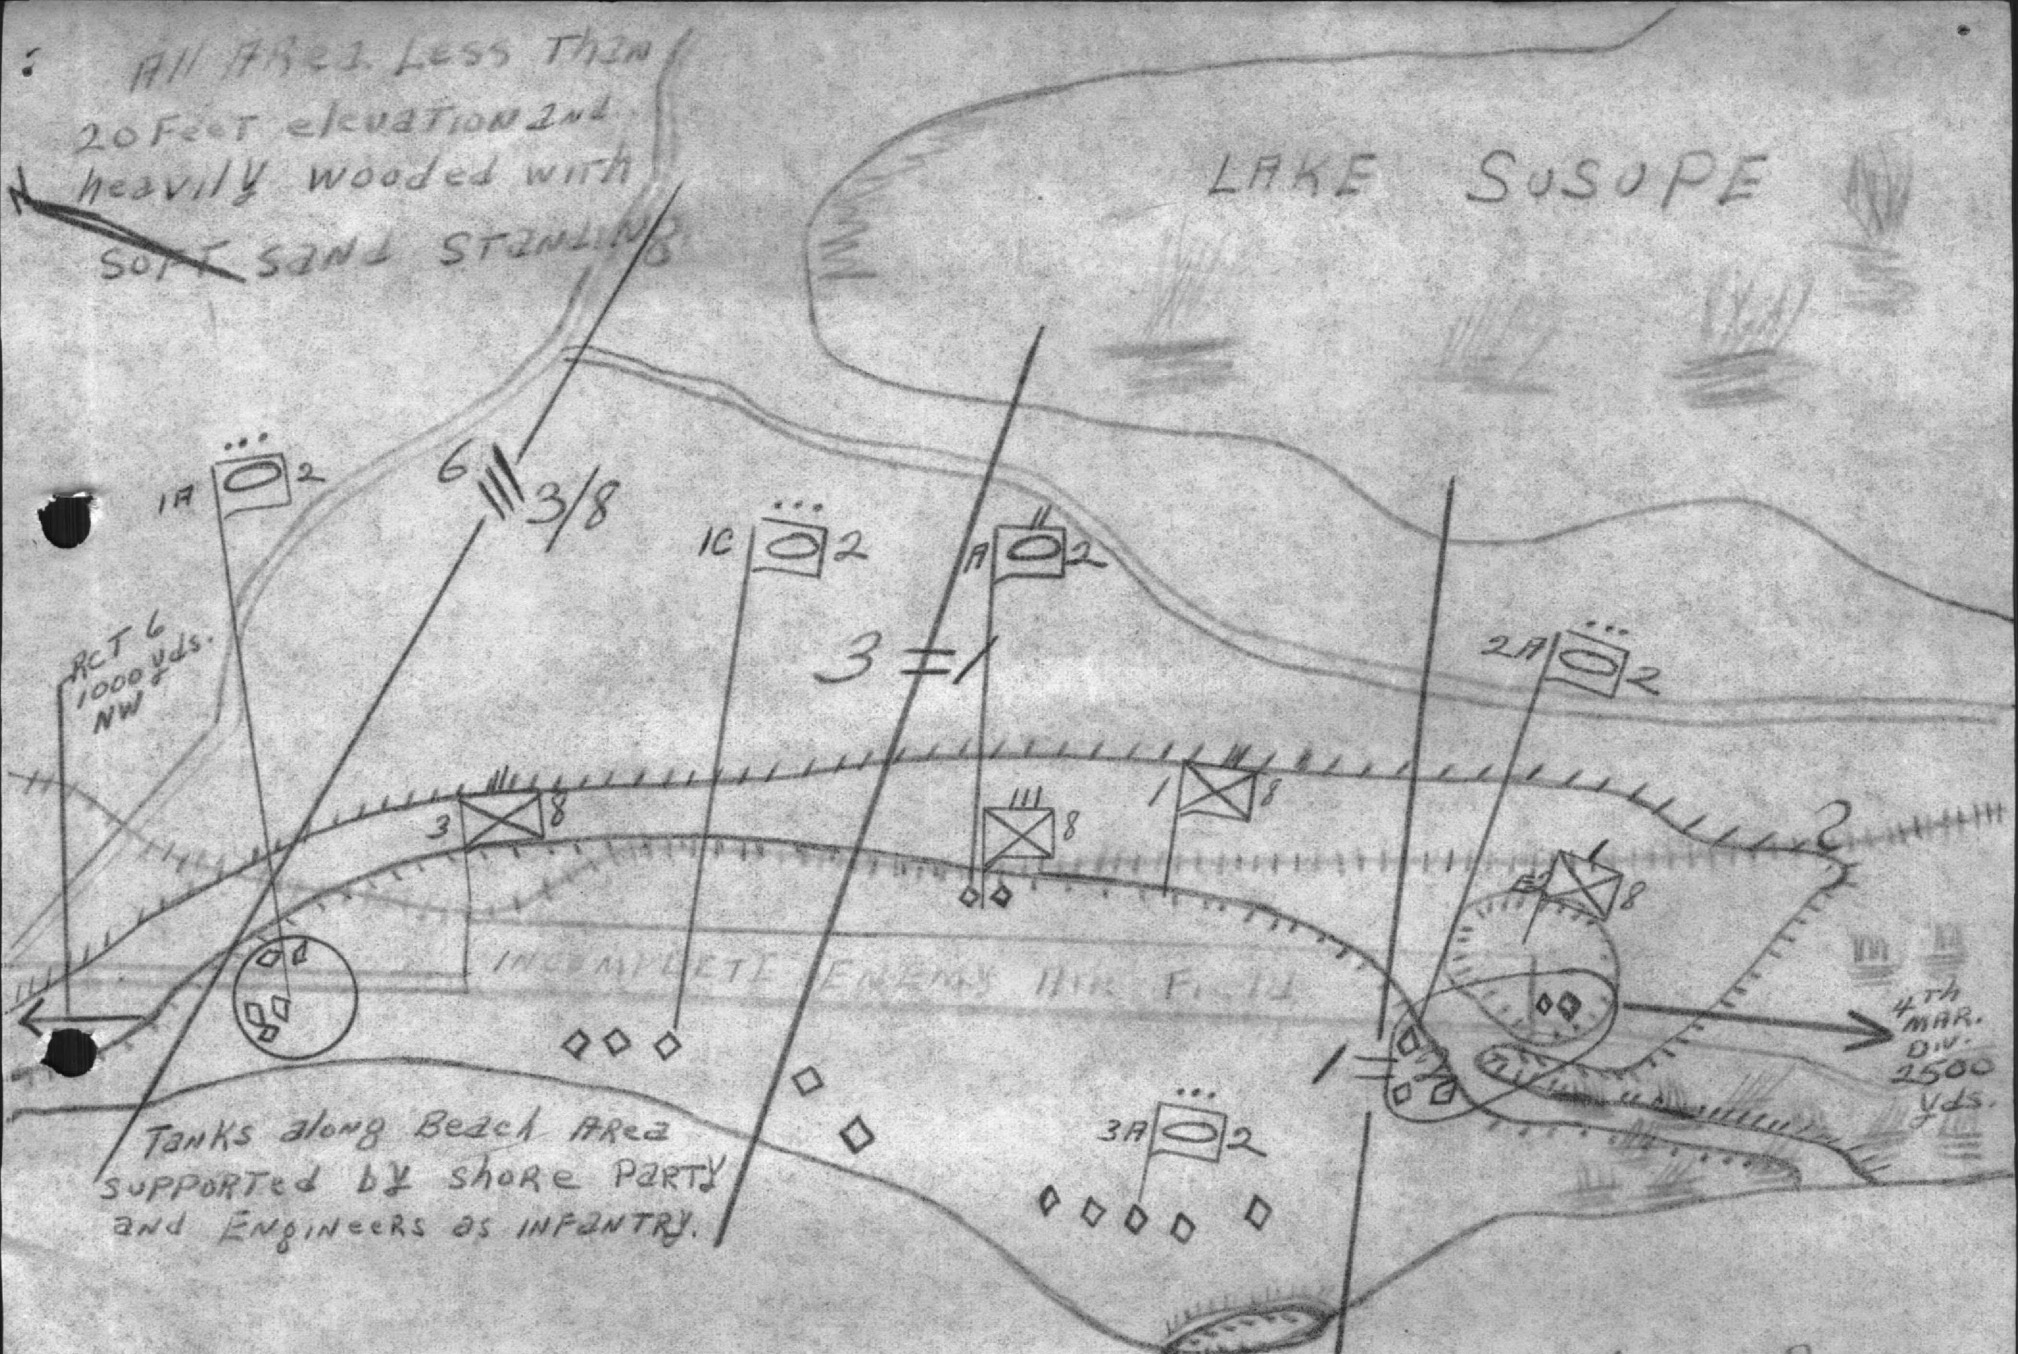 All Area Less Than
20 Feet elevation and
heavily wooded with
Soft sand standing
LAKE SUSUPE
N
1A 2
6
3/8
1C 2
A 2
RCT 6
1000 yds.
NW
3 = /
2A 2
3 8
8
1 8
2
8
INCOMPLETE ENEMY Air Field
4Th
MAR.
Div.
2500
yds.
1
3A 2
Tanks along Beach Area
supported by shore Party
and Engineers as infantry.